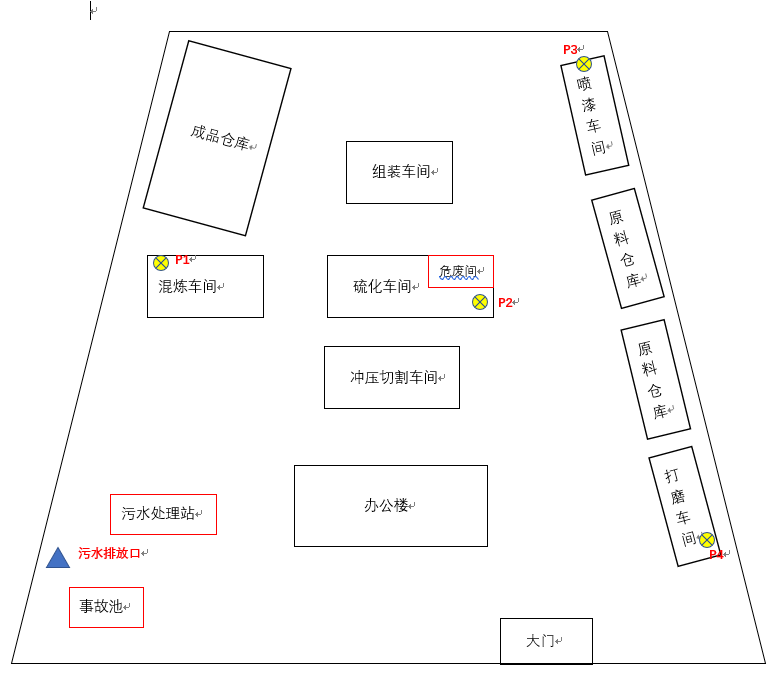 P3
喷漆车间
成品仓库
组装车间
原料仓库
P1
混炼车间
硫化车间
危废间
P2
原料仓库
冲压切割车间
打磨车间
P4
办公楼
污水处理站
污水排放口
事故池
大门